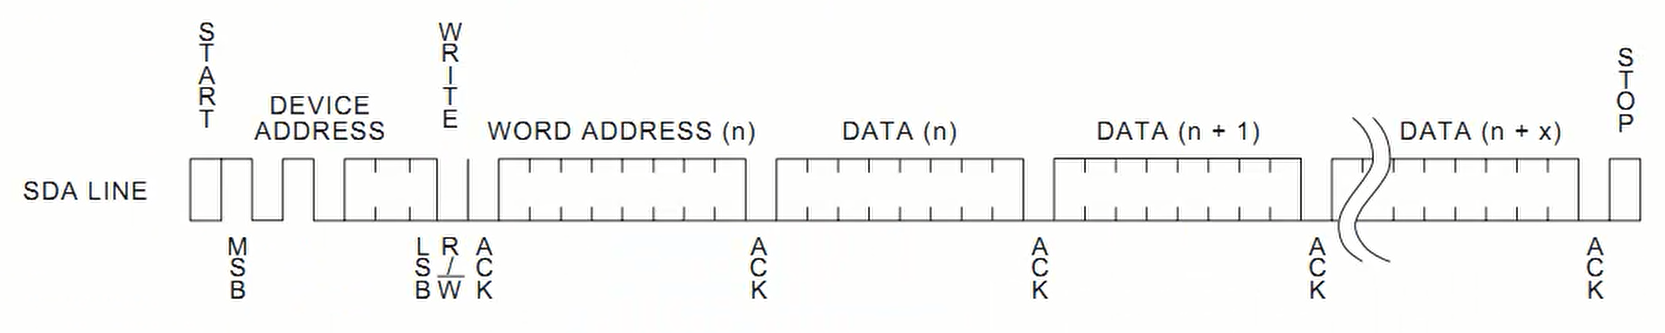 START
WRITE
STOP
DEVICE
ADDRESS
WORD ADDRESS (n)
DATA (n)
DATA (n + 1)
DATA (n + x)
SDA LINE
MSB
LSB
R/W
ACK
ACK
ACK
ACK
ACK